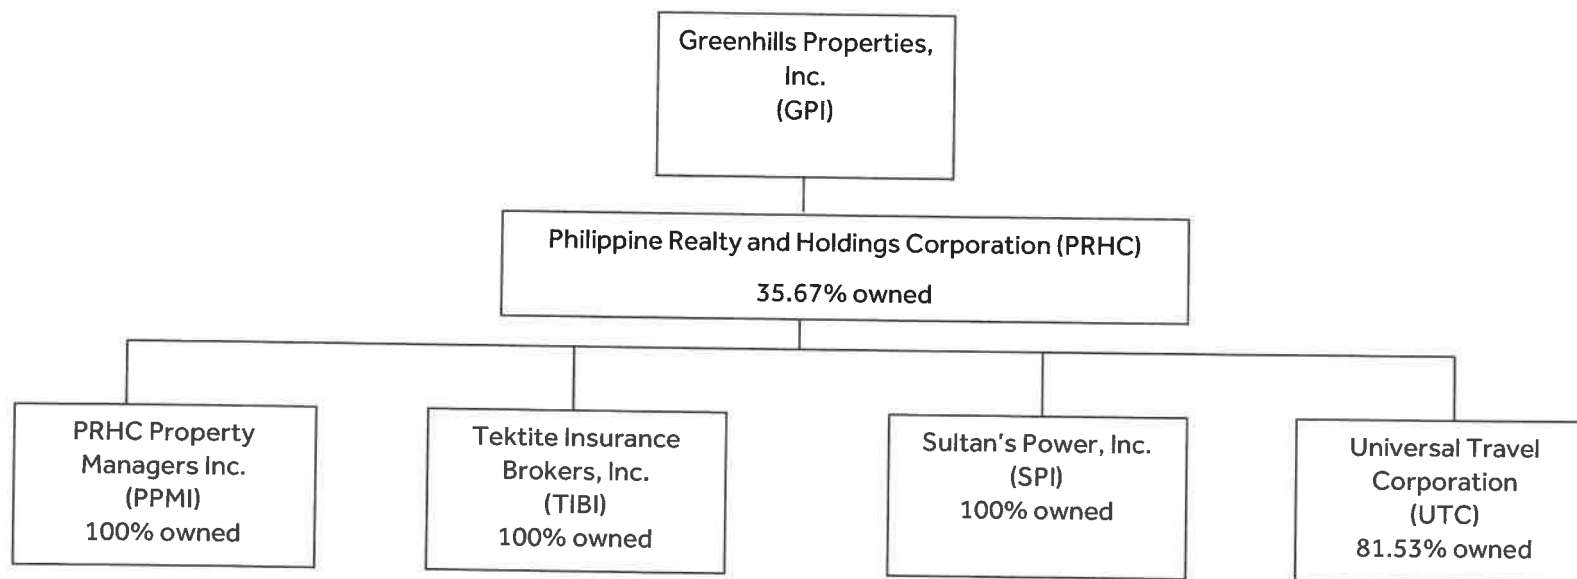 Greenhills Properties,
Inc.
(GPI)
Philippine Realty and Holdings Corporation (PRHC)
35.67% owned
PRHC Property
Managers Inc.
(PPMI)
100% owned
Tektite Insurance
Brokers, Inc.
(TIBI)
100% owned
Sultan's Power, Inc.
(SPI)
100% owned
Universal Travel
Corporation
(UTC)
81.53% owned